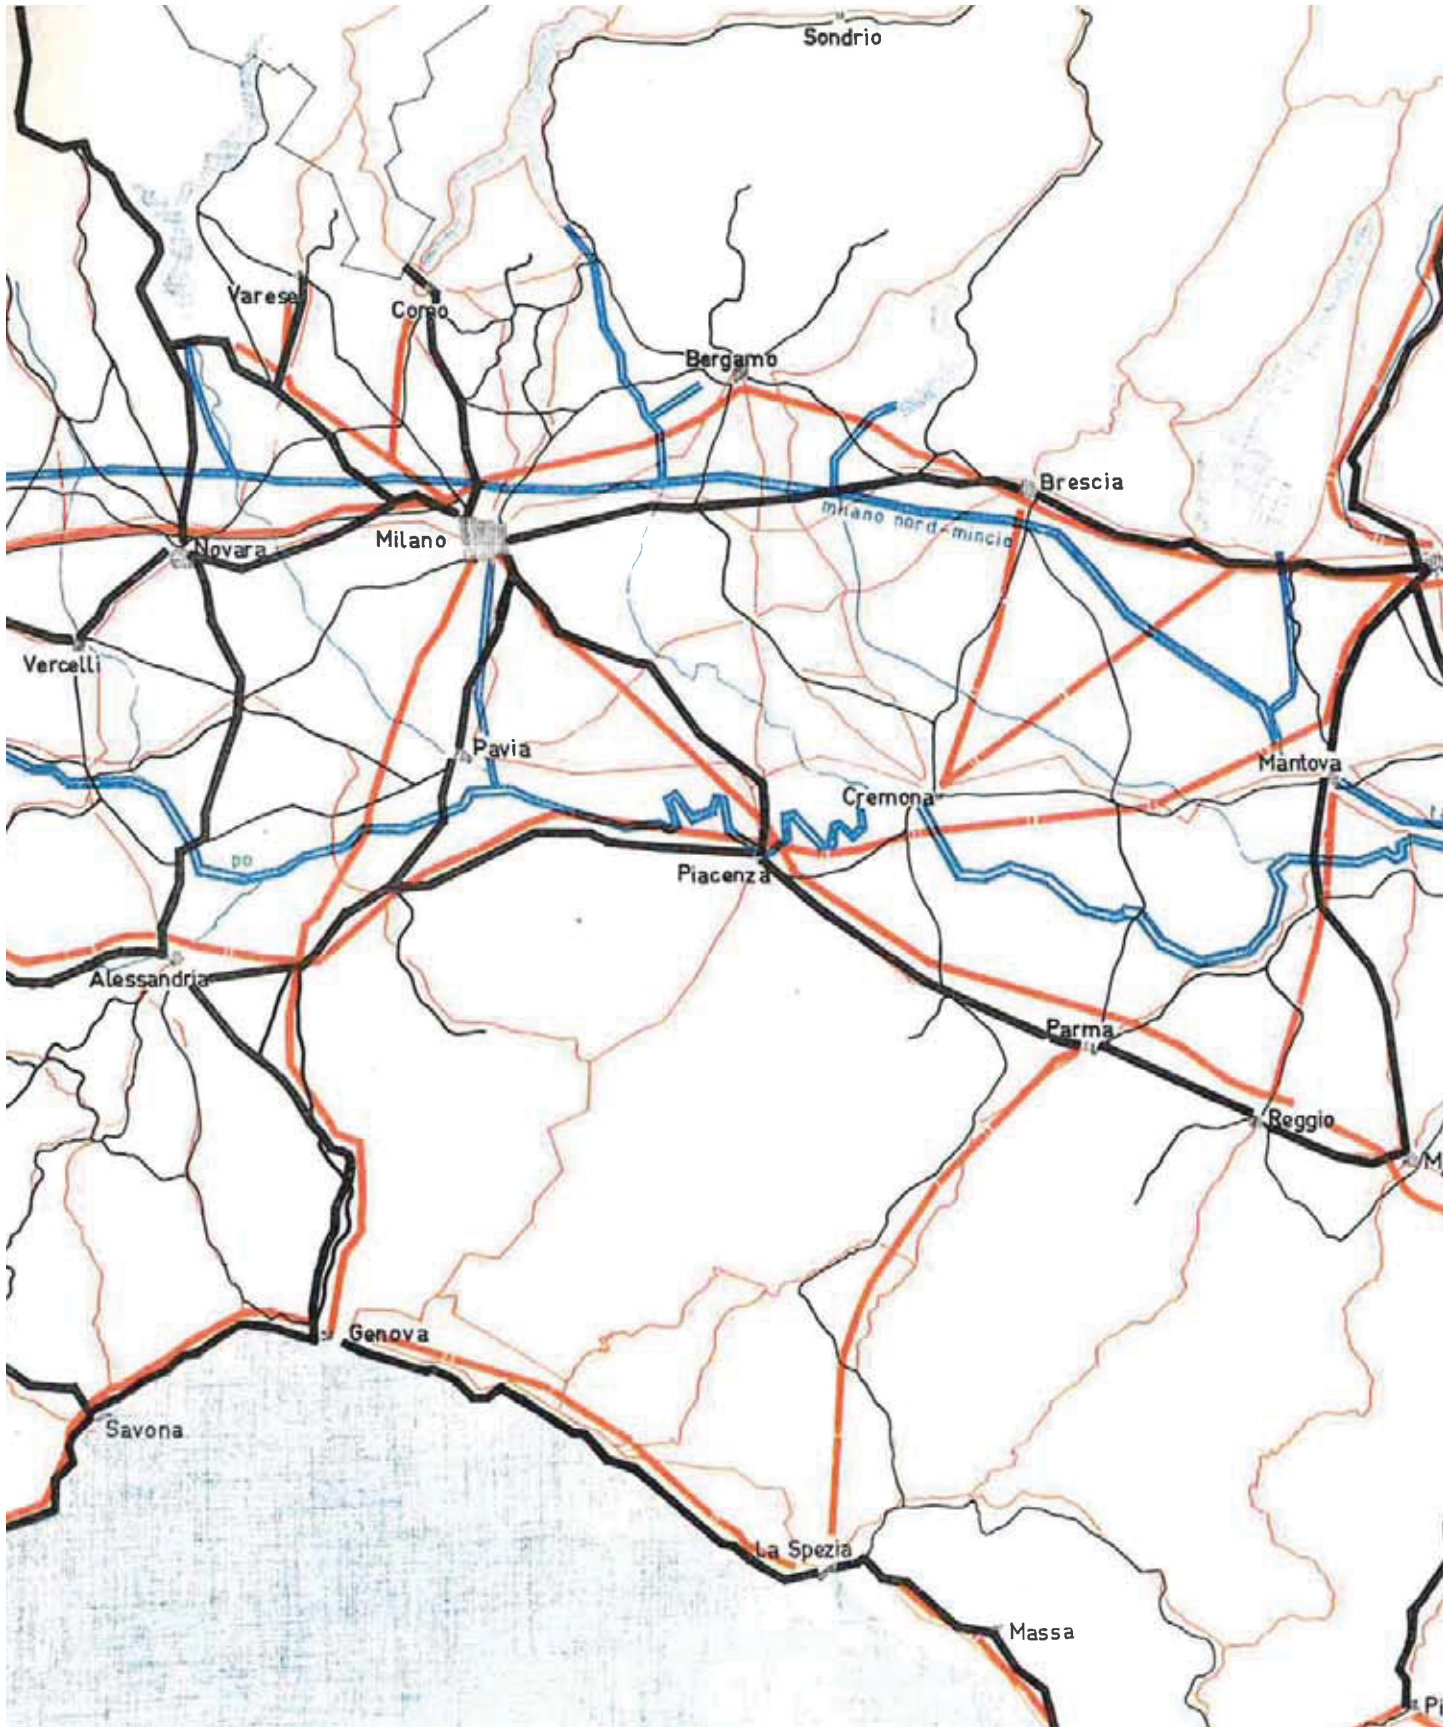 Sondrio
Varese
Como
Bergamo
Brescia
milano nord-mincio
Milano
Novara
Vercelli
Pavia
Mantova
Cremona
po
Piacenza
Alessandria
Parma
Reggio
Genova
Savona
La Spezia
Massa